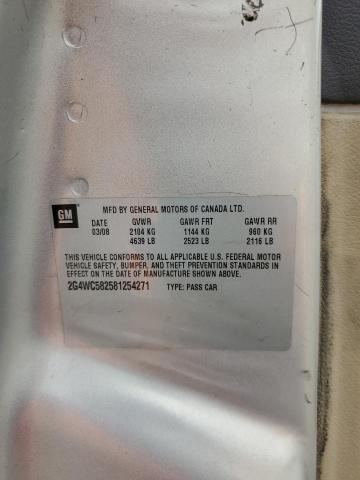 GM
MFD BY GENERAL MOTORS OF CANADA LTD.
DATE GVWR GAWR FRT GAWR RR
03/08 2104 KG 1144 KG 960 KG
4639 LB 2523 LB 2116 LB
THIS VEHICLE CONFORMS TO ALL APPLICABLE U.S. FEDERAL MOTOR
VEHICLE SAFETY, BUMPER, AND THEFT PREVENTION STANDARDS
IN EFFECT ON THE DATE OF MANUFACTURE SHOWN ABOVE.
2G4WC582581254271 TYPE: PASS CAR